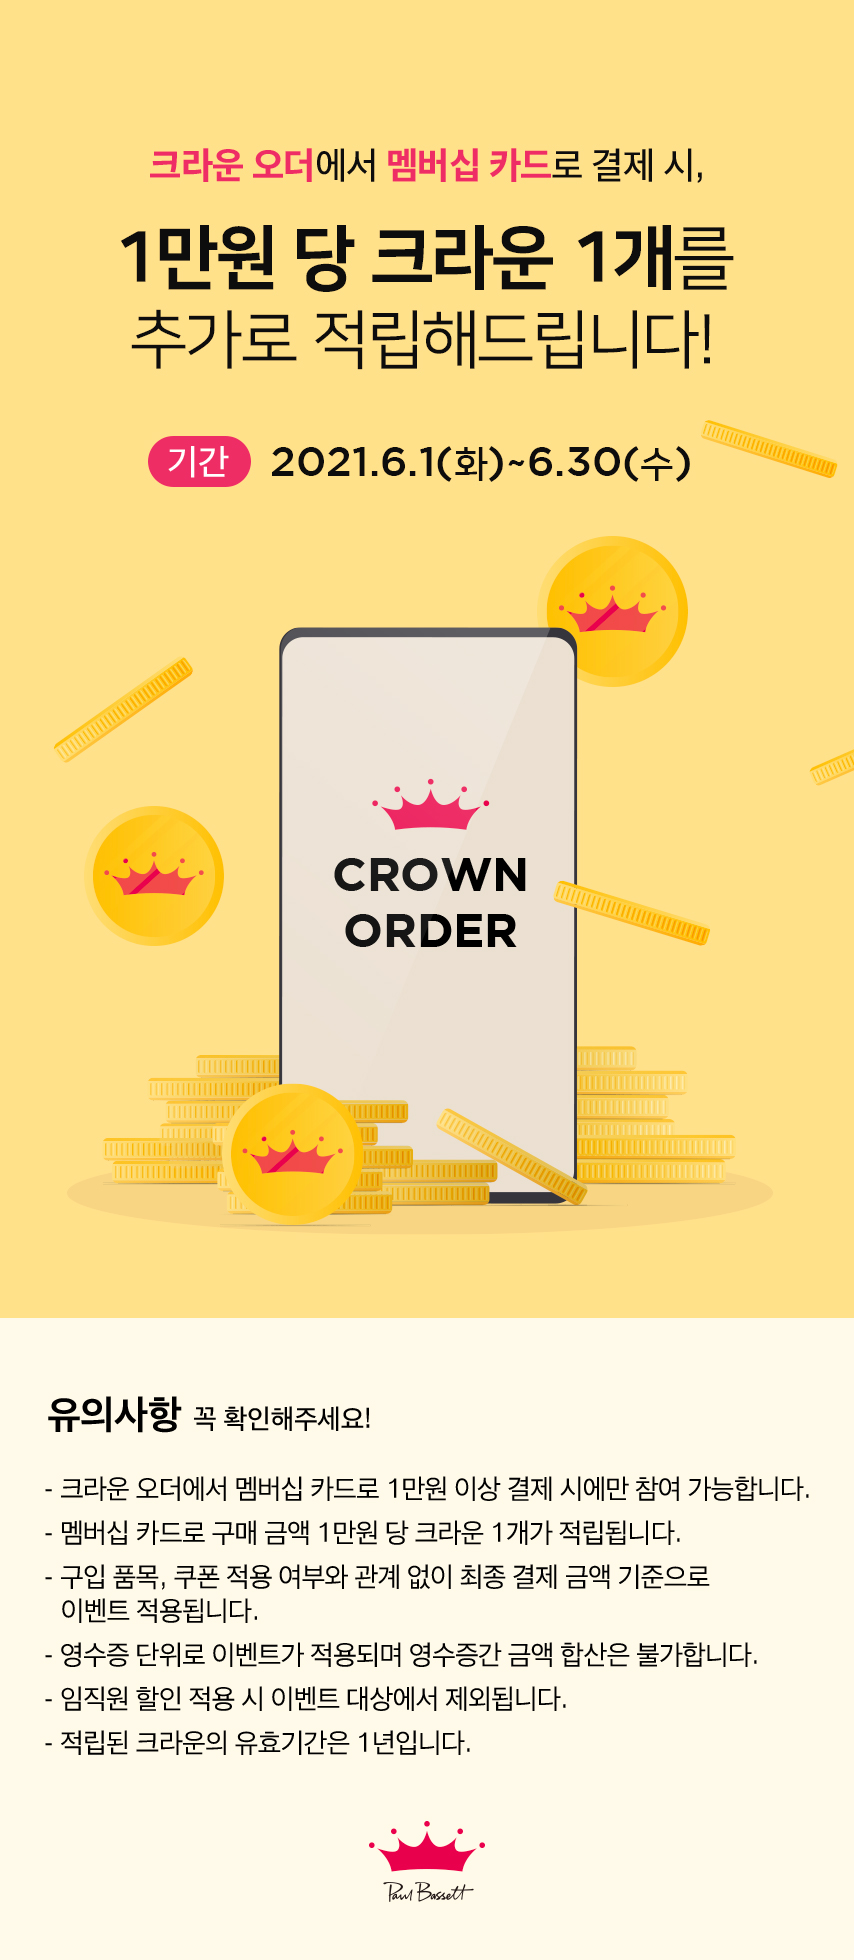 크라운 오더에서 멤버십 카드로 결제 시,
1만원 당 크라운 1개를
추가로 적립해드립니다!
기간 2021.6.1(화)~6.30(수)
CROWN
ORDER
유의사항 꼭 확인해주세요!
- 크라운 오더에서 멤버십 카드로 1만원 이상 결제 시에만 참여 가능합니다.
- 멤버십 카드로 구매 금액 1만원 당 크라운 1개가 적립됩니다.
- 구입 품목, 쿠폰 적용 여부와 관계 없이 최종 결제 금액 기준으로
이벤트 적용됩니다.
- 영수증 단위로 이벤트가 적용되며 영수증간 금액 합산은 불가합니다.
- 임직원 할인 적용 시 이벤트 대상에서 제외됩니다.
- 적립된 크라운의 유효기간은 1년입니다.
Paul Bassett